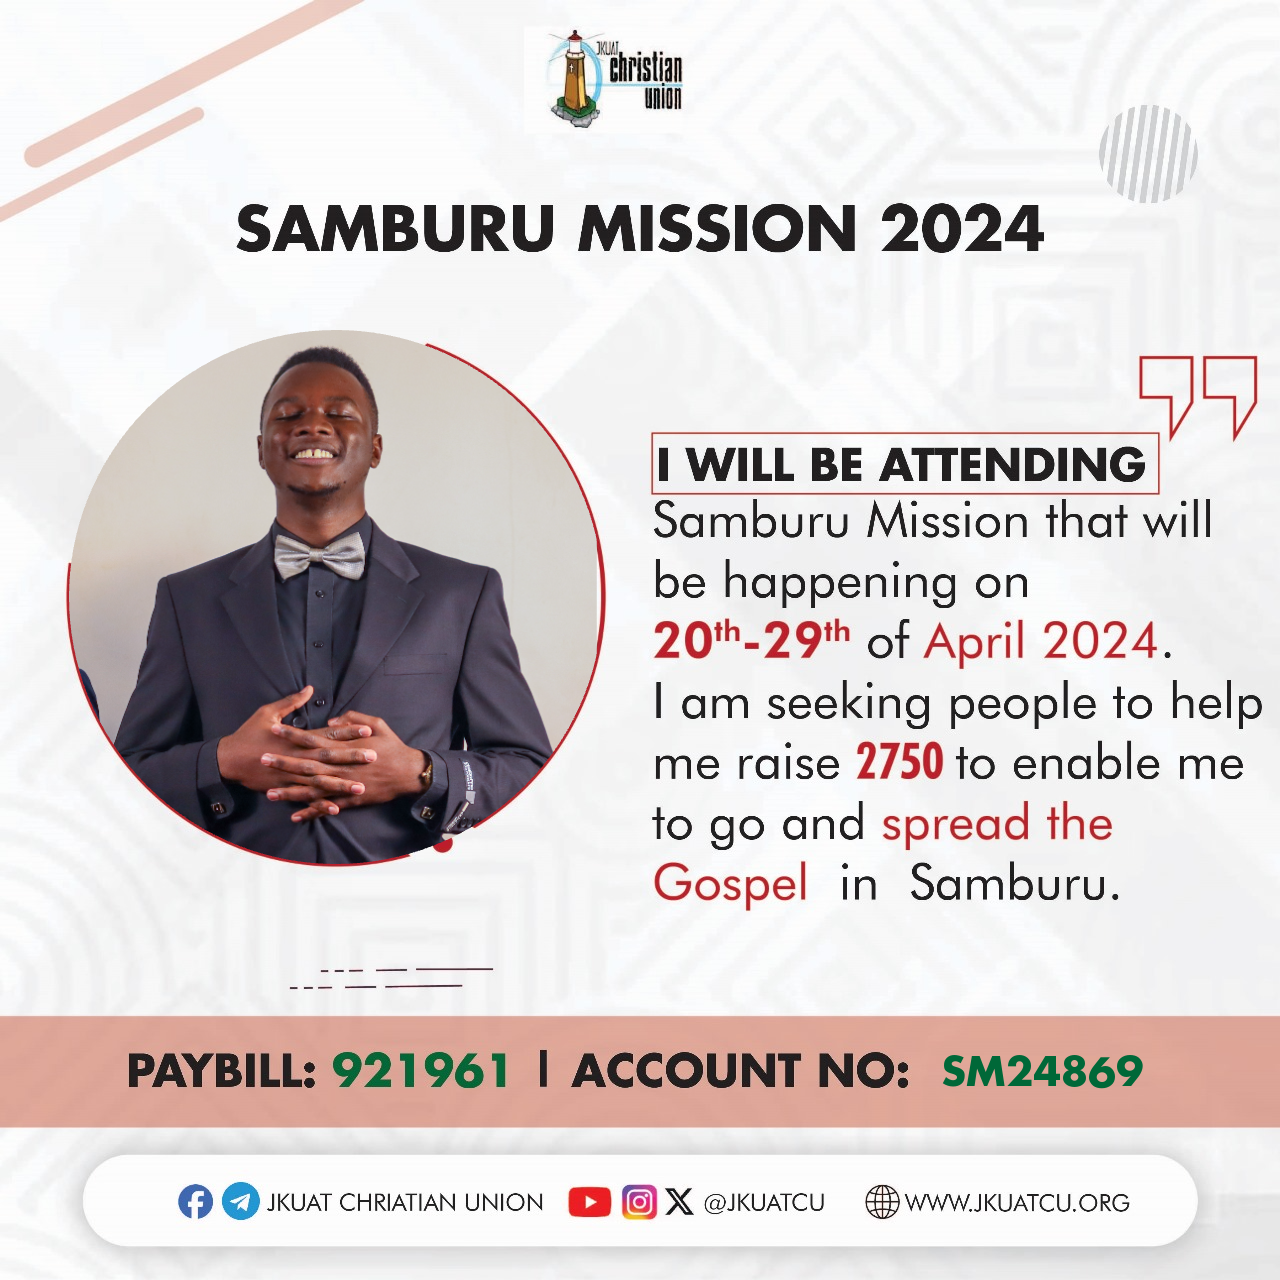 JKUAT
christian
union
SAMBURU MISSION 2024
I WILL BE ATTENDING
Samburu Mission that will
be happening on
20th-29th of April 2024.
I am seeking people to help
me raise 2750 to enable me
to go and spread the
Gospel in Samburu.
PAYBILL: 921961 | ACCOUNT NO: SM24869
JKUAT CHRIATIAN UNION @JKUATCU WWW.JKUATCU.ORG